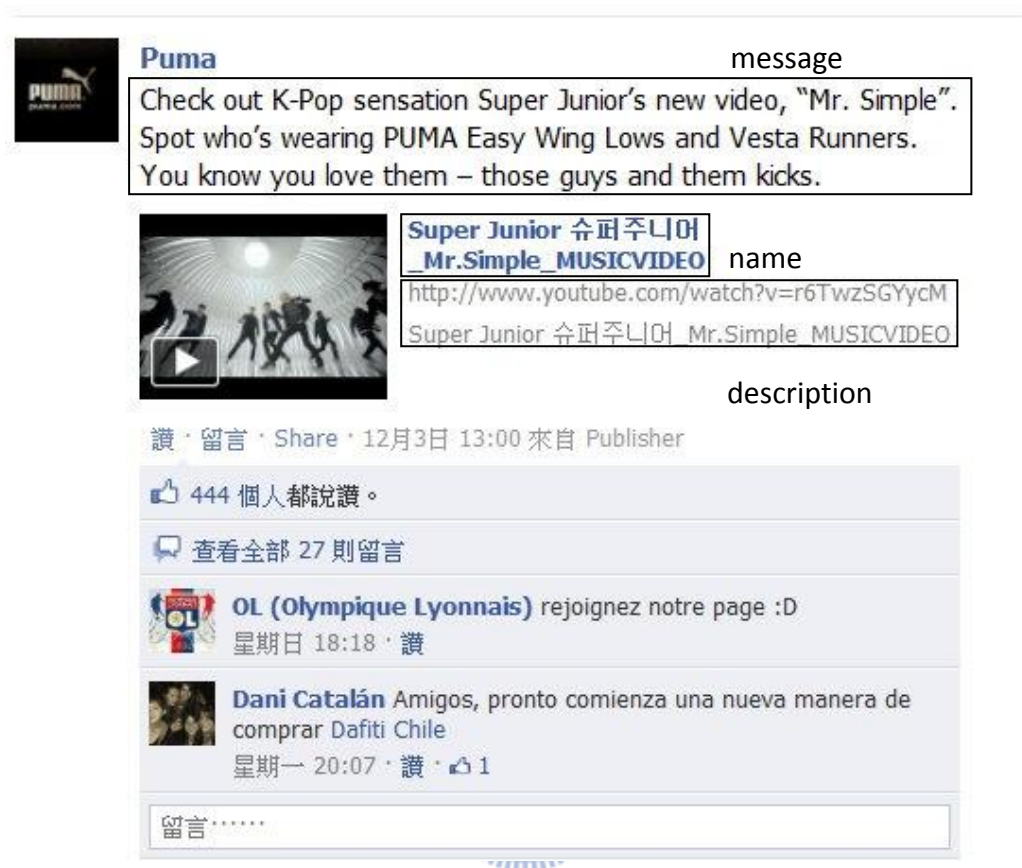 PUMA
puma.com
Puma
message
Check out K-Pop sensation Super Junior’s new video, “Mr. Simple”.
Spot who’s wearing PUMA Easy Wing Lows and Vesta Runners.
You know you love them – those guys and them kicks.
Super Junior 슈퍼주니어
_Mr.Simple_MUSICVIDEO
name
http://www.youtube.com/watch?v=r6TwzSGYycM
Super Junior 슈퍼주니어_Mr.Simple_MUSICVIDEO
description
讚 · 留言 · Share · 12月3日 13:00 來自 Publisher
444 個人都說讚。
查看全部 27 則留言
OL
OL (Olympique Lyonnais) rejoignez notre page :D
星期日 18:18 · 讚
Dani Catalán Amigos, pronto comienza una nueva manera de
comprar Dafiti Chile
星期一 20:07 · 讚 · 1
留言……